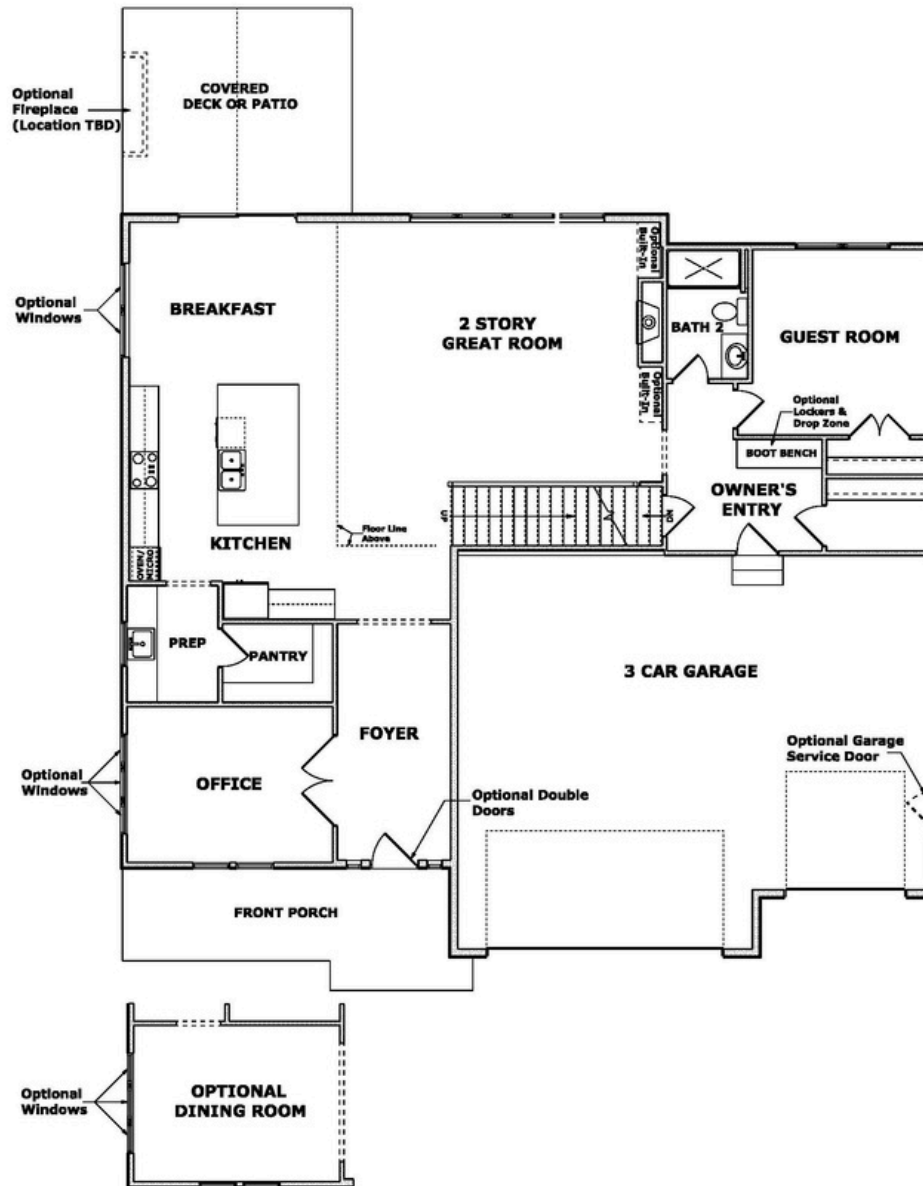 COVERED
DECK OR PATIO
Optional
Fireplace
(Location TBD)
Optional
Built-In
BREAKFAST
Optional
Windows
2 STORY
GREAT ROOM
BATH 2
GUEST ROOM
Optional
Built-In
Optional
Lockers &
Drop Zone
BOOT BENCH
OWNER'S
ENTRY
UP
DN
Floor Line
Above
KITCHEN
OVEN/
MICRO
PREP
PANTRY
3 CAR GARAGE
FOYER
OFFICE
Optional
Windows
Optional Double
Doors
Optional Garage
Service Door
FRONT PORCH
OPTIONAL
DINING ROOM
Optional
Windows